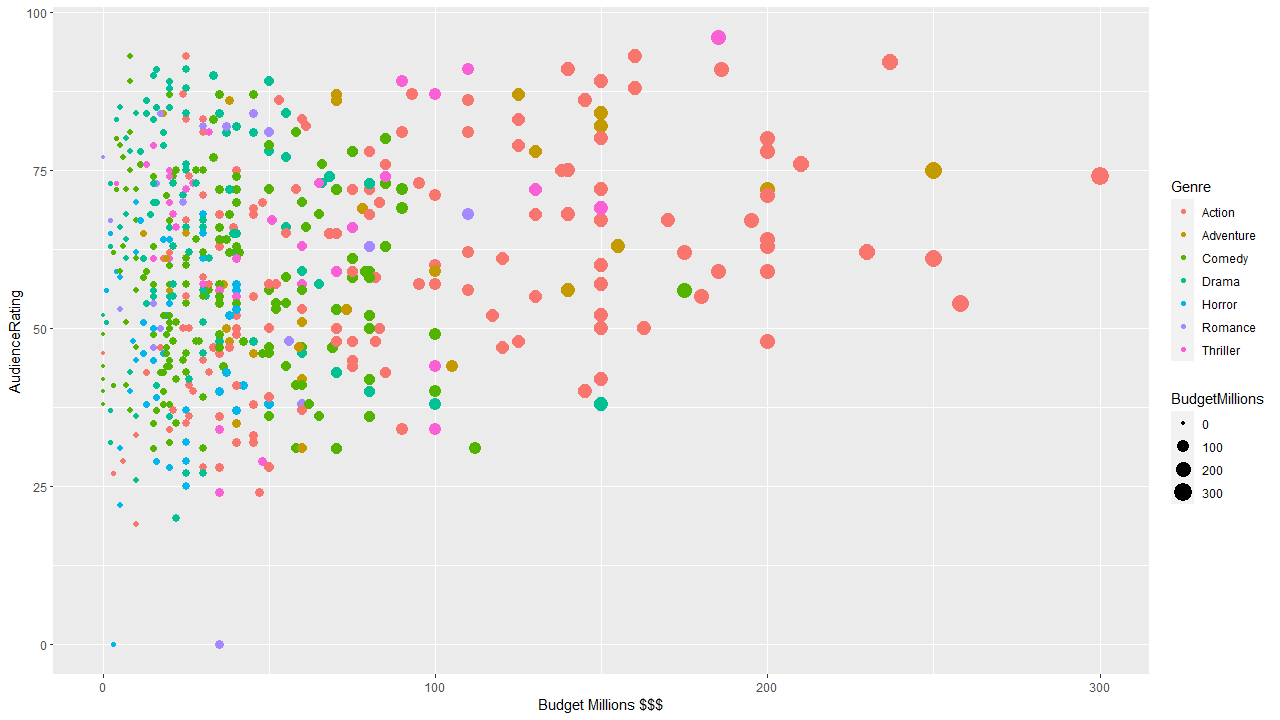 100
75
50
25
0
AudienceRating
0
100
200
300
Budget Millions $$$
Genre
Action
Adventure
Comedy
Drama
Horror
Romance
Thriller
BudgetMillions
0
100
200
300